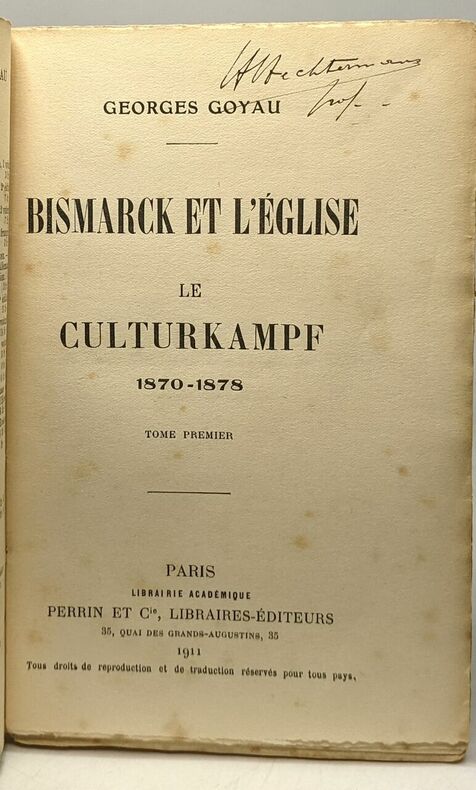 GEORGES GOYAU
BISMARCK ET L'ÉGLISE
LE
CULTURKAMPF
1870-1878
TOME PREMIER
PARIS
LIBRAIRIE ACADÉMIQUE
PERRIN ET Cie, LIBRAIRES-ÉDITEURS
35, QUAI DES GRANDS-AUGUSTINS, 35
1911
Tous droits de reproduction et de traduction réservés pour tous pays,